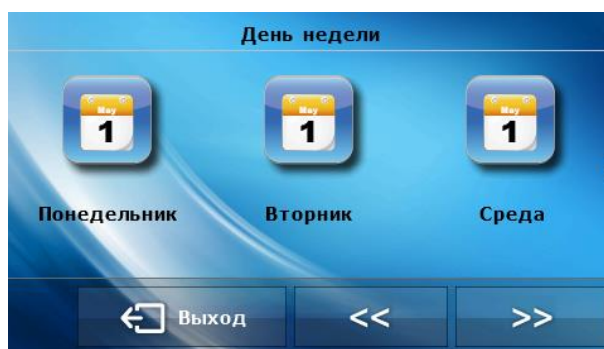 День недели
May May May
1 1 1
Понедельник Вторник Среда
Выход << >>